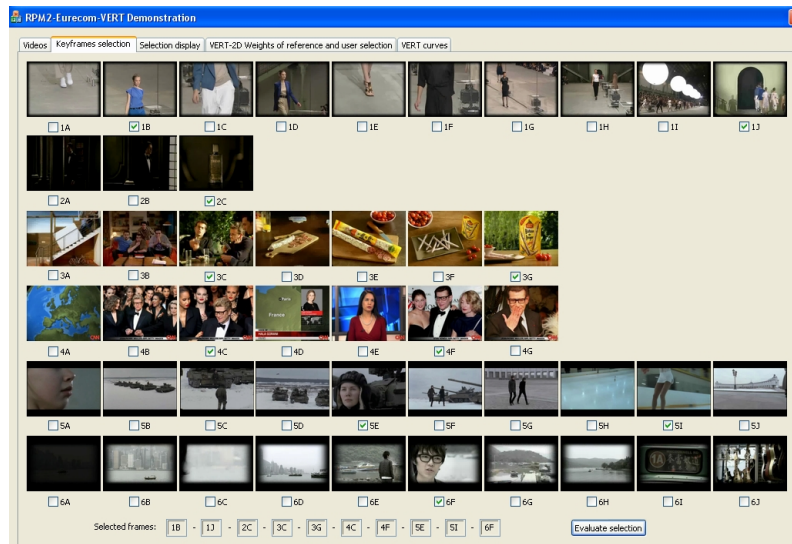 RPM2-Eurecom-VERT Demonstration
Videos Keyframes selection Selection display VERT-2D Weights of reference and user selection VERT curves
1A 1B 1C 1D 1E 1F 1G 1H 1I 1J
2A 2B 2C
3A 3B 3C 3D 3E 3F 3G
Paris
France
CNN
4A 4B 4C 4D 4E 4F 4G
5A 5B 5C 5D 5E 5F 5G 5H 5I 5J
6A 6B 6C 6D 6E 6F 6G 6H 6I 6J
Selected frames: 1B - 1J - 2C - 3C - 3G - 4C - 4F - 5E - 5I - 6F Evaluate selection